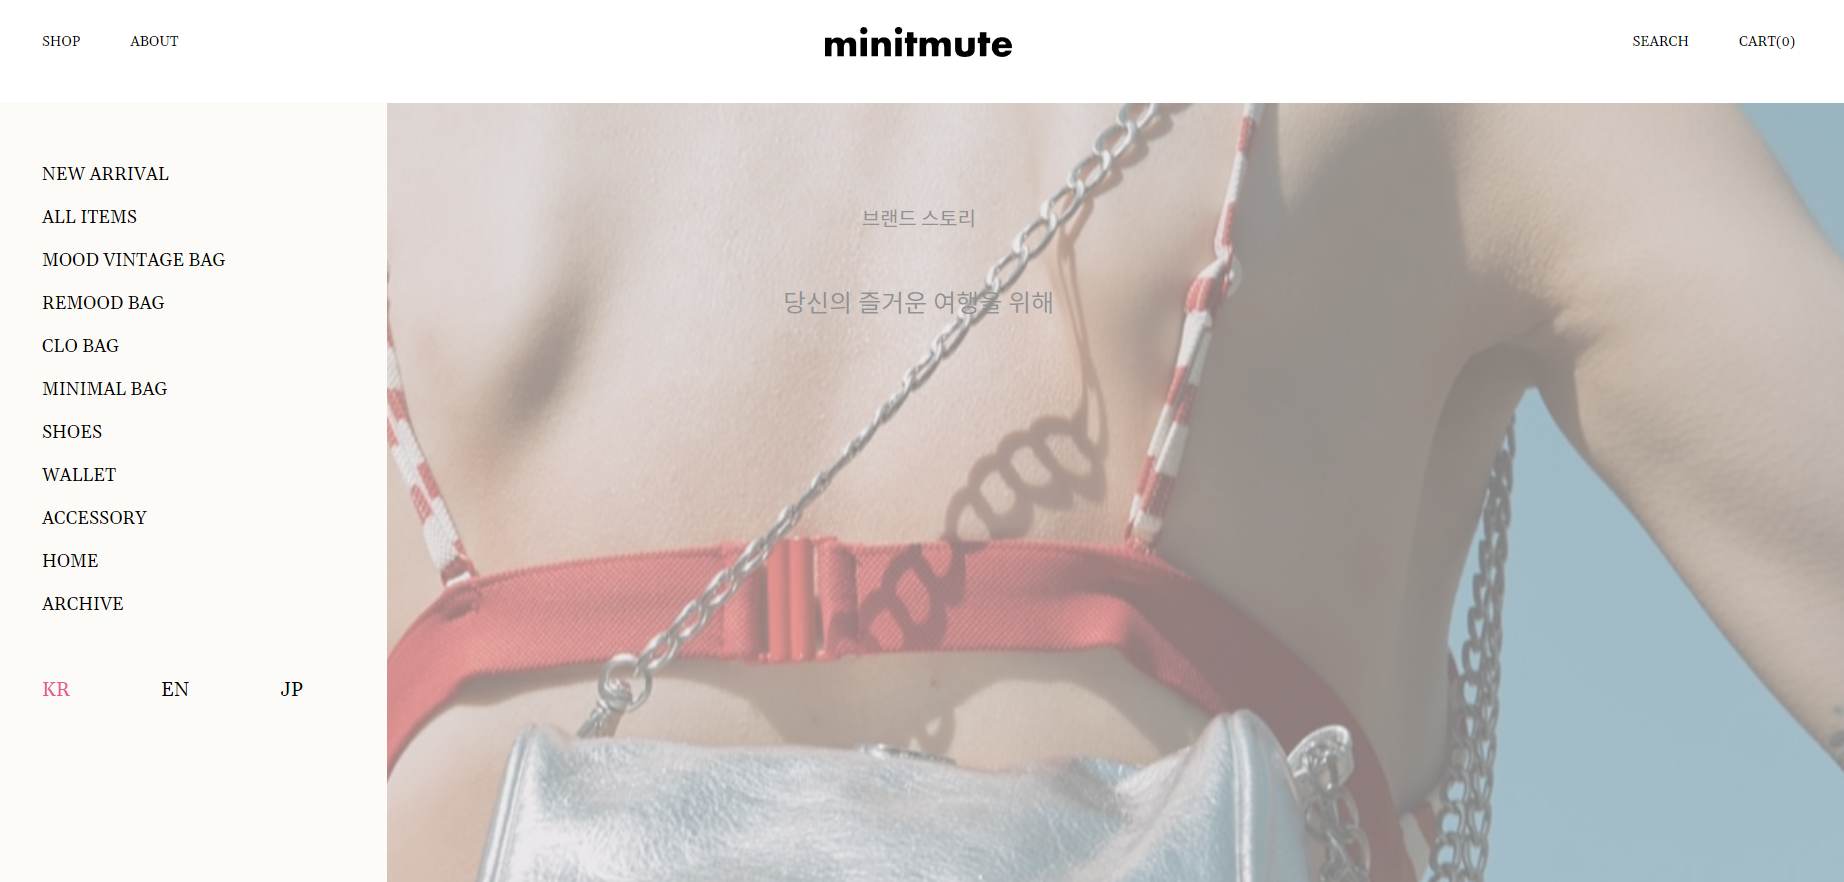 SHOP
ABOUT
minitmute
SEARCH
CART(0)
NEW ARRIVAL
ALL ITEMS
MOOD VINTAGE BAG
REMOOD BAG
CLO BAG
MINIMAL BAG
SHOES
WALLET
ACCESSORY
HOME
ARCHIVE
KR
EN
JP
브랜드 스토리
당신의 즐거운 여행을 위해